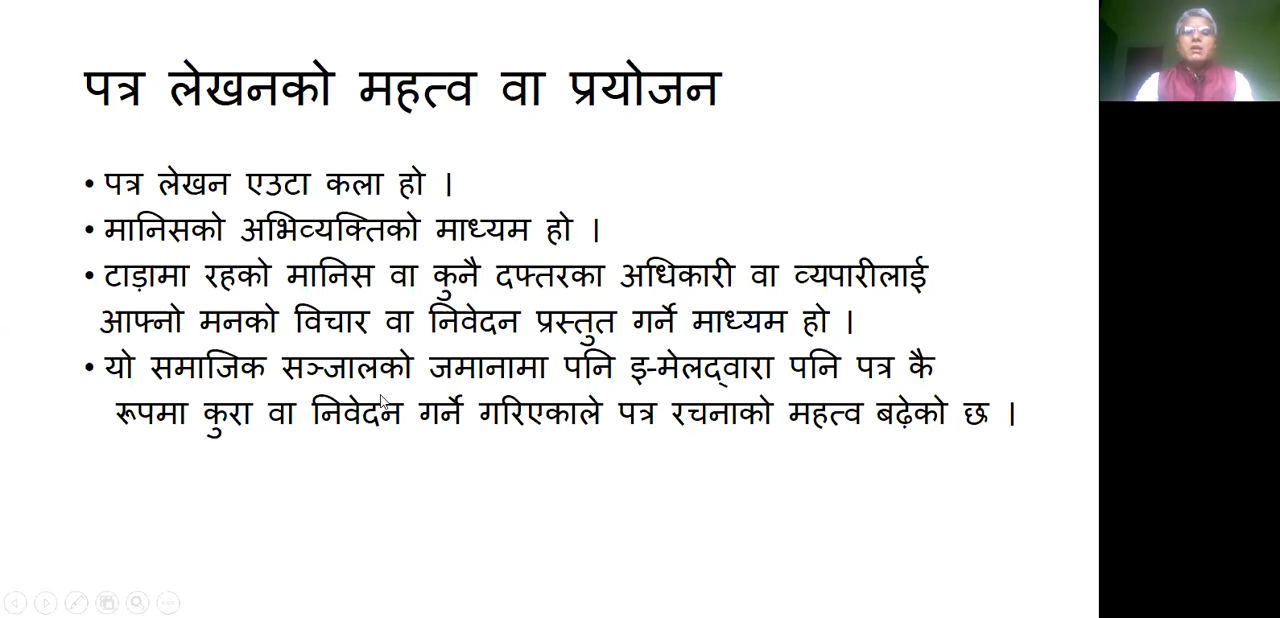 पत्र लेखनको महत्व वा प्रयोजन
• पत्र लेखन एउटा कला हो ।
• मानिसको अभिव्यक्तिको माध्यम हो ।
• टाड़ामा रहको मानिस वा कुनै दफ्तरका अधिकारी वा व्यपारीलाई
आफ्नो मनको विचार वा निवेदन प्रस्तुत गर्ने माध्यम हो ।
• यो समाजिक सञ्जालको जमानामा पनि इ-मेलद्वारा पनि पत्र कै
रूपमा कुरा वा निवेदन गर्ने गरिएकाले पत्र रचनाको महत्व बढ़ेको छ ।